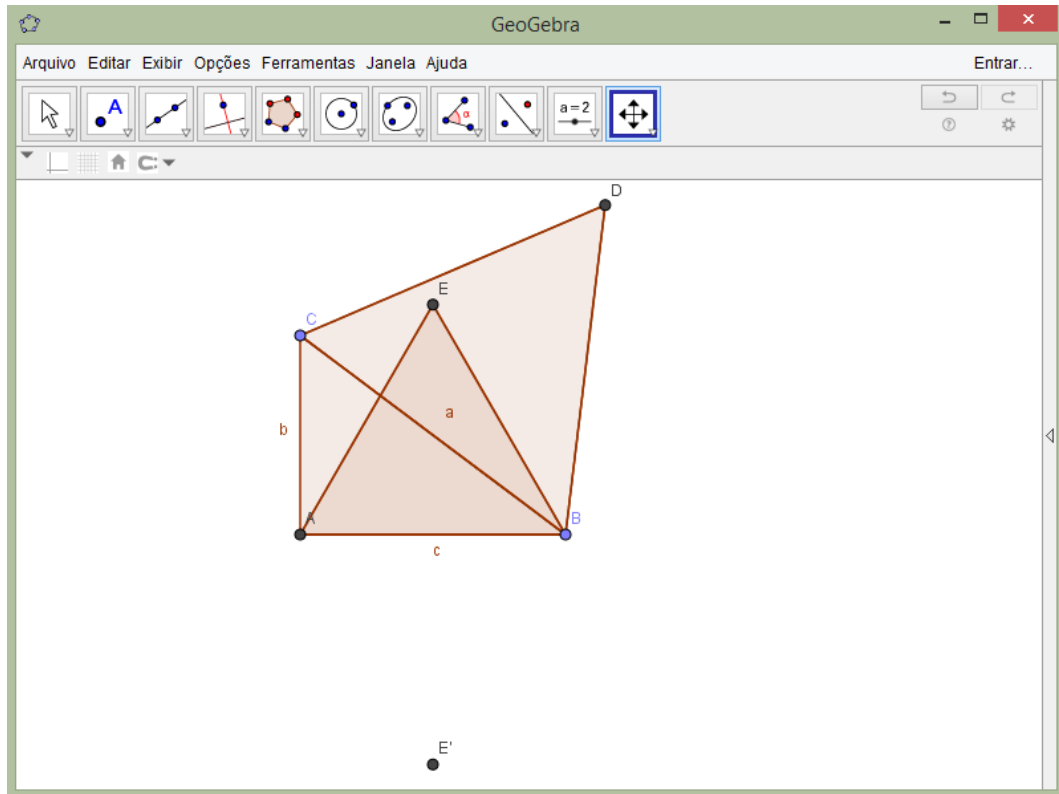 GeoGebra
Arquivo Editar Exibir Opções Ferramentas Janela Ajuda Entrar...
A α a = 2
D
E
C
a
b
A
B
c
E'